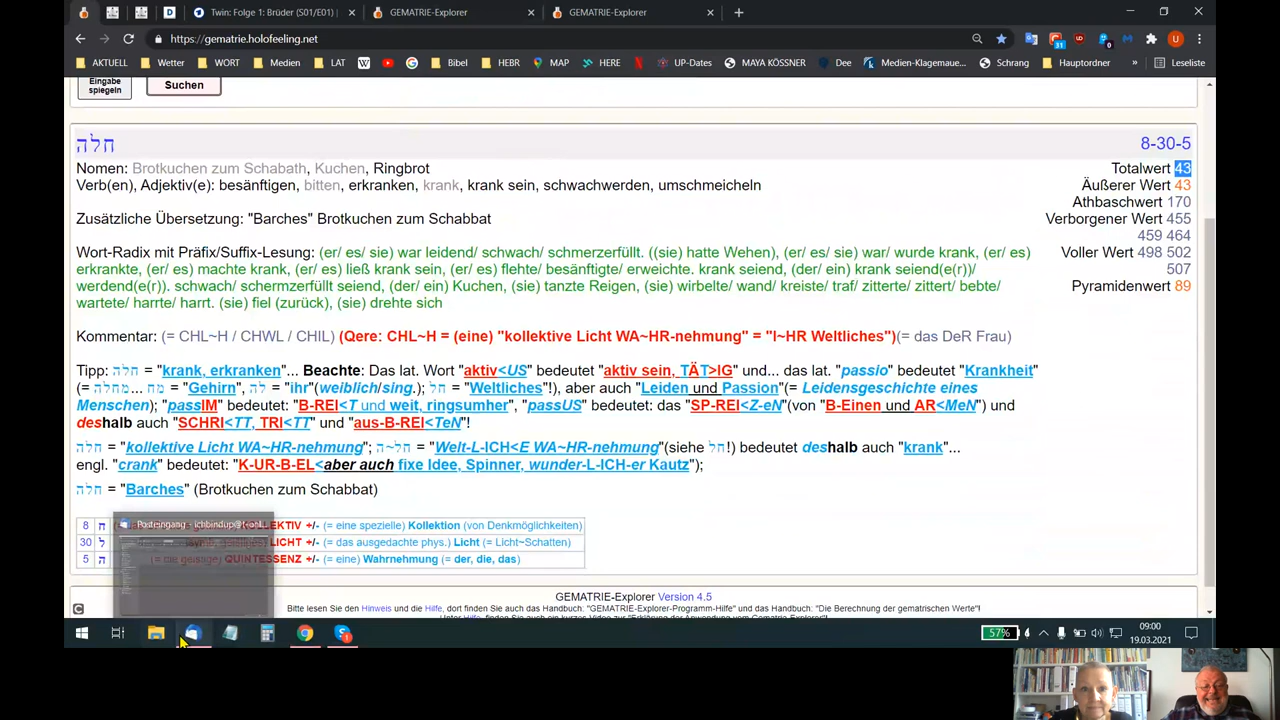 Twin: Folge 1: Brüder (S01/E01) |
GEMATRIE-Explorer
GEMATRIE-Explorer
https://gematrie.holofeeling.net
AKTUELL Wetter WORT Medien LAT Bibel HEBR MAP HERE UP-Dates MAYA KÖSSNER Dee Medien-Klagemaue... Schrang Hauptordner » Leseliste
Eingabe
spiegeln
Suchen
חלה 8-30-5
Nomen: Brotkuchen zum Schabath, Kuchen, Ringbrot
Totalwert 43
Verb(en), Adjektiv(e): besänftigen, bitten, erkranken, krank, krank sein, schwachwerden, umschmeicheln
Äußerer Wert 43
Athbaschwert 170
Zusätzliche Übersetzung: "Barches" Brotkuchen zum Schabbat
Verborgener Wert 455
459 464
Wort-Radix mit Präfix/Suffix-Lesung: (er/ es/ sie) war leidend/ schwach/ schmerzerfüllt. ((sie) hatte Wehen), (er/ es/ sie) war/ wurde krank, (er/ es)
Voller Wert 498 502
erkrankte, (er/ es) machte krank, (er/ es) ließ krank sein, (er/ es) flehte/ besänftigte/ erweichte. krank seiend, (der/ ein) krank seiend(e(r))/
507
werdend(e(r)). schwach/ schermzerfüllt seiend, (der/ ein) Kuchen, (sie) tanzte Reigen, (sie) wirbelte/ wand/ kreiste/ traf/ zitterte/ zittert/ bebte/
Pyramidenwert 89
wartete/ harrte/ harrt. (sie) fiel (zurück), (sie) drehte sich
Kommentar: (= CHL~H / CHWL / CHIL) (Qere: CHL~H = (eine) "kollektive Licht WA~HR-nehmung" = "I~HR Weltliches")(= das DeR Frau)
Tipp: חלה = "krank, erkranken"... Beachte: Das lat. Wort "aktiv<US" bedeutet "aktiv sein, TÄT>IG" und... das lat. "passio" bedeutet "Krankheit"
(= מחלה... מח = "Gehirn", לה = "ihr"(weiblich/sing.); חל = "Weltliches"!), aber auch "Leiden und Passion"(= Leidensgeschichte eines
Menschen); "passIM" bedeutet: "B-REI<T und weit, ringsumher", "passUS" bedeutet: das "SP-REI<Z-eN"(von "B-Einen und AR<MeN") und
deshalb auch "SCHRI<TT, TRI<TT" und "aus-B-REI<TeN"!
חלה = "kollektive Licht WA~HR-nehmung"; חל~ה = "Welt-L-ICH<E WA~HR-nehmung"(siehe חל!) bedeutet deshalb auch "krank"...
engl. "crank" bedeutet: "K-UR-B-EL<aber auch fixe Idee, Spinner, wunder-L-ICH-er Kautz");
חלה = "Barches" (Brotkuchen zum Schabbat)
Posteingang - ichbindup@
8 ח KOLLEKTIV +/- (= eine spezielle) Kollektion (von Denkmöglichkeiten)
30 ל LICHT +/- (= das ausgedachte phys.) Licht (= Licht~Schatten)
5 ה QUINTESSENZ +/- (= eine) Wahrnehmung (= der, die, das)
GEMATRIE-Explorer Version 4.5
Bitte lesen Sie den Hinweis und die Hilfe, dort finden Sie auch das Handbuch: "GEMATRIE-Explorer-Programm-Hilfe" und das Handbuch: "Die Berechnung der gematrischen Werte"!
57%
09:00
19.03.2021